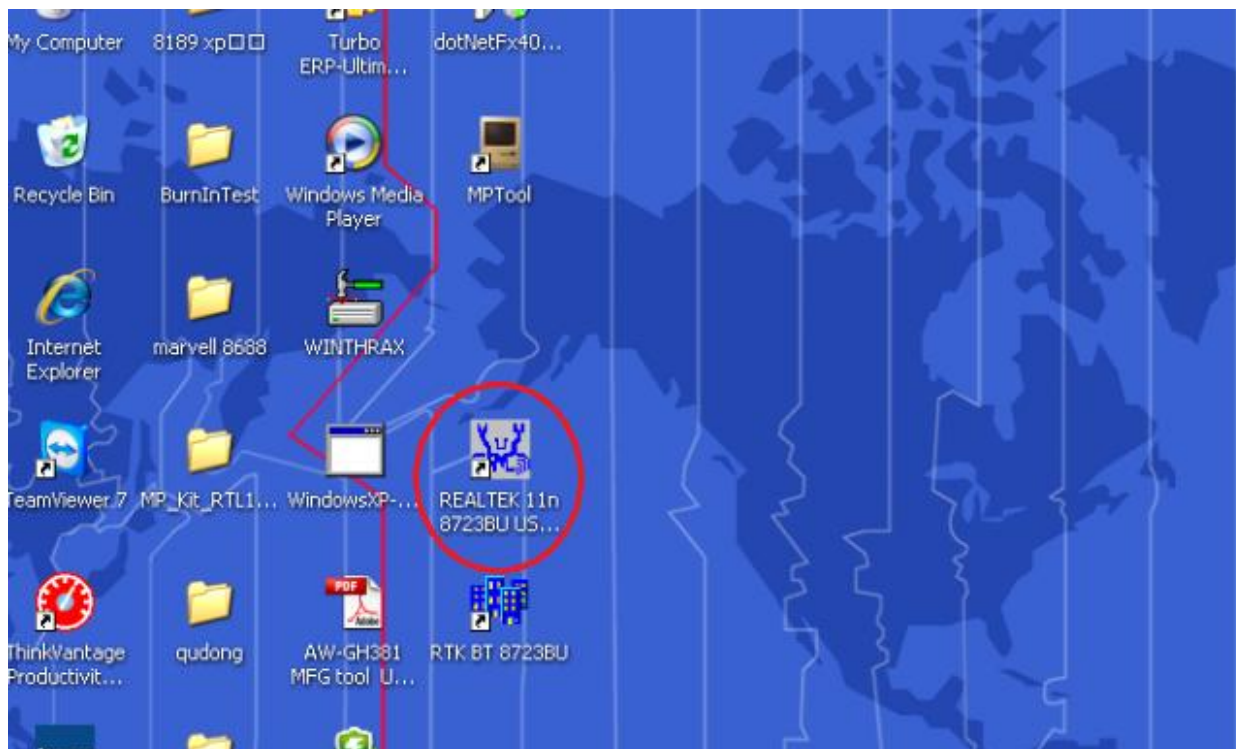 My Computer
8189 xp□□
Turbo
ERP-Ultim...
dotNetFx40...
Recycle Bin
BurnInTest
Windows Media
Player
MPTool
Internet
Explorer
marvell 8688
WINTHRAX
TeamViewer 7
MP_Kit_RTL1...
WindowsXP-...
REALTEK 11n
8723BU US...
ThinkVantage
Productivit...
qudong
PDF
Adobe
AW-GH381
MFG tool U...
RTK BT 8723BU